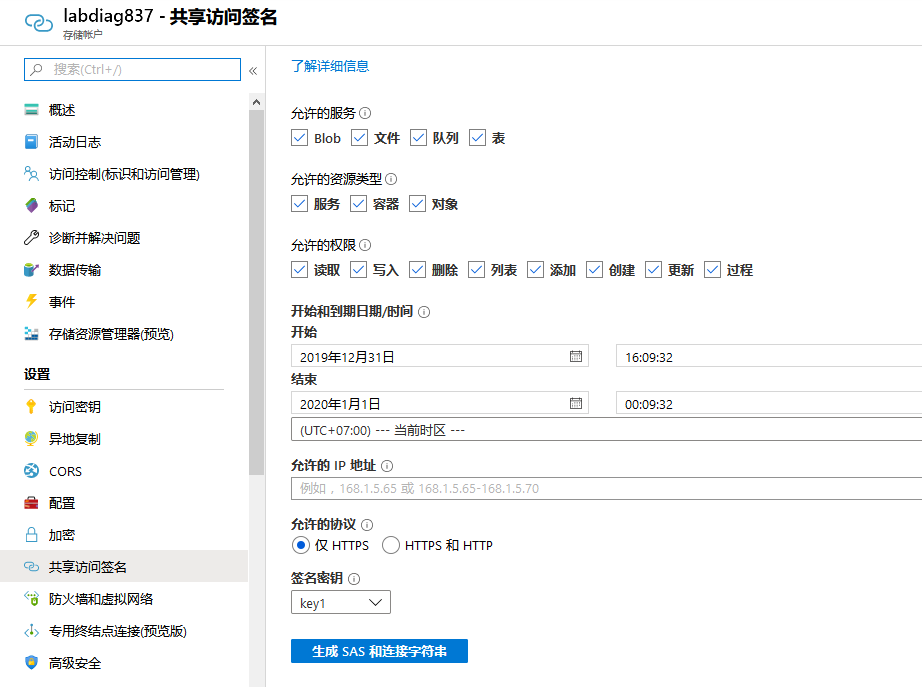 labdiag837 - 共享访问签名
存储帐户
搜索(Ctrl+/)
«
概述
活动日志
访问控制(标识和访问管理)
标记
诊断并解决问题
数据传输
事件
存储资源管理器(预览)
设置
访问密钥
异地复制
CORS
配置
加密
共享访问签名
防火墙和虚拟网络
专用终结点连接(预览版)
高级安全
了解详细信息
允许的服务
Blob 文件 队列 表
允许的资源类型
服务 容器 对象
允许的权限
读取 写入 删除 列表 添加 创建 更新 过程
开始和到期日期/时间
开始
2019年12月31日 16:09:32
结束
2020年1月1日 00:09:32
(UTC+07:00) --- 当前时区 ---
允许的 IP 地址
例如，168.1.5.65 或 168.1.5.65-168.1.5.70
允许的协议
仅 HTTPS HTTPS 和 HTTP
签名密钥
key1
生成 SAS 和连接字符串